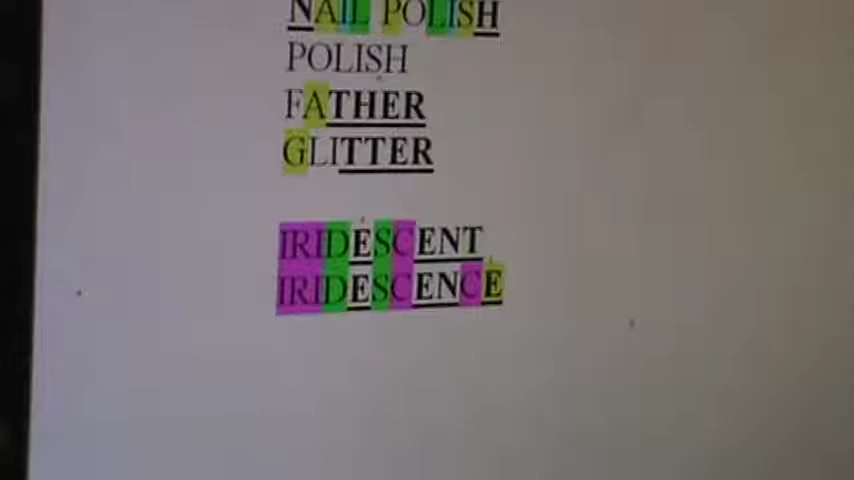 NAIL POLISH
POLISH
FATHER
GLITTER
IRIDESCENT
IRIDESCENCE